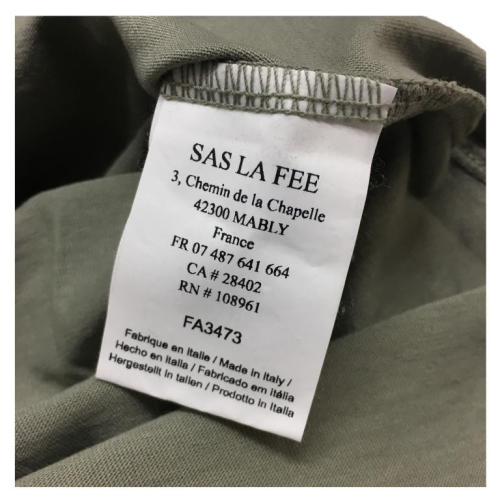 SAS LA FEE
3, Chemin de la Chapelle
42300 MABLY
France
FR 07 487 641 664
CA # 28402
RN # 108961
FA3473
Fabrique en Italie / Made in Italy /
Hecho en Italia / Fabricado em itália
Hergestellt in talien / Prodotto in Italia